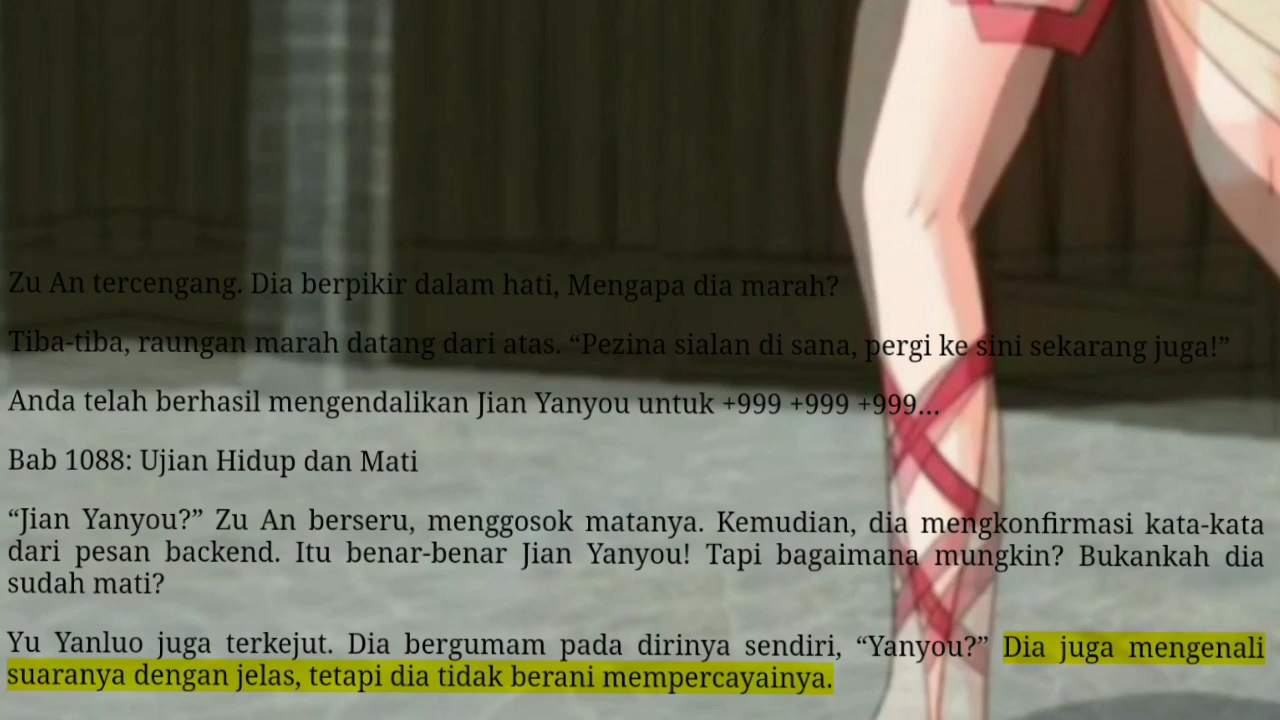 Zu An tercengang. Dia berpikir dalam hati, Mengapa dia marah?
Tiba-tiba, raungan marah datang dari atas. “Pezina sialan di sana, pergi ke sini sekarang juga!”
Anda telah berhasil mengendalikan Jian Yanyou untuk +999 +999 +999…
Bab 1088: Ujian Hidup dan Mati
“Jian Yanyou?” Zu An berseru, menggosok matanya. Kemudian, dia mengkonfirmasi kata-kata
dari pesan backend. Itu benar-benar Jian Yanyou! Tapi bagaimana mungkin? Bukankah dia
sudah mati?
Yu Yanluo juga terkejut. Dia bergumam pada dirinya sendiri, “Yanyou?” Dia juga mengenali
suaranya dengan jelas, tetapi dia tidak berani mempercayainya.